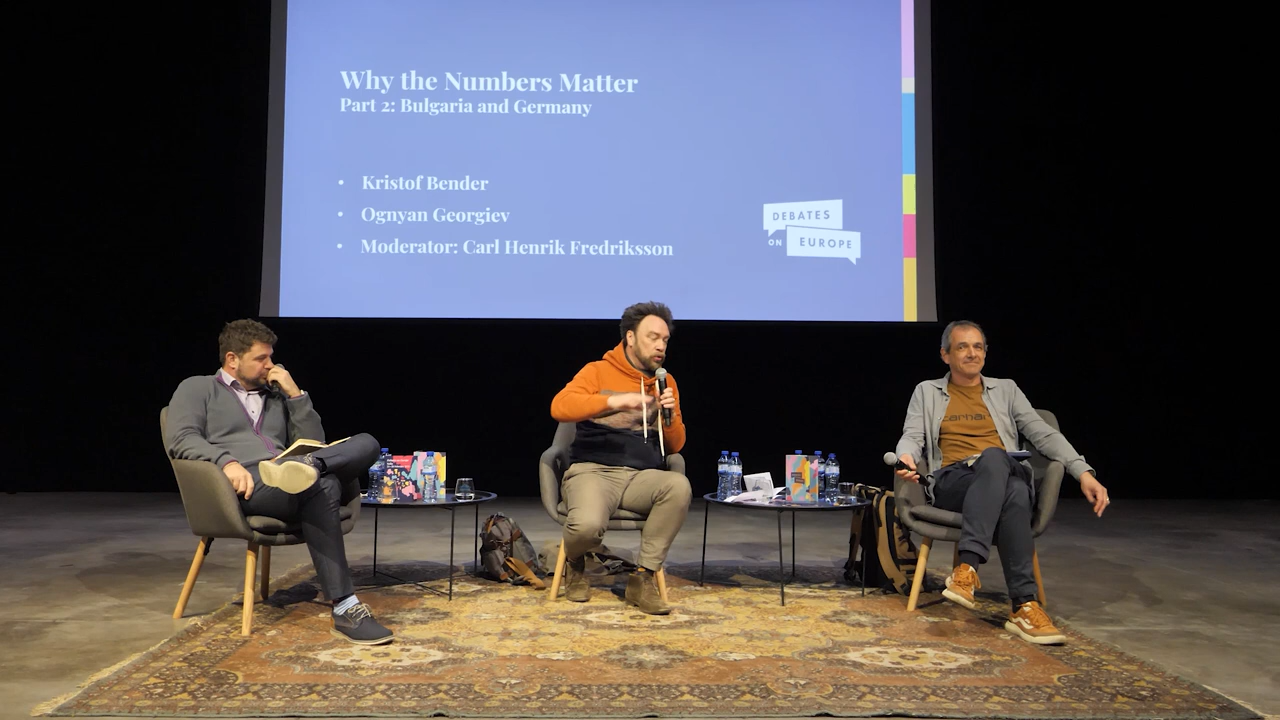 Why the Numbers Matter
Part 2: Bulgaria and Germany
• Kristof Bender
• Ognyan Georgiev
• Moderator: Carl Henrik Fredriksson
DEBATES
ON EUROPE
carhar